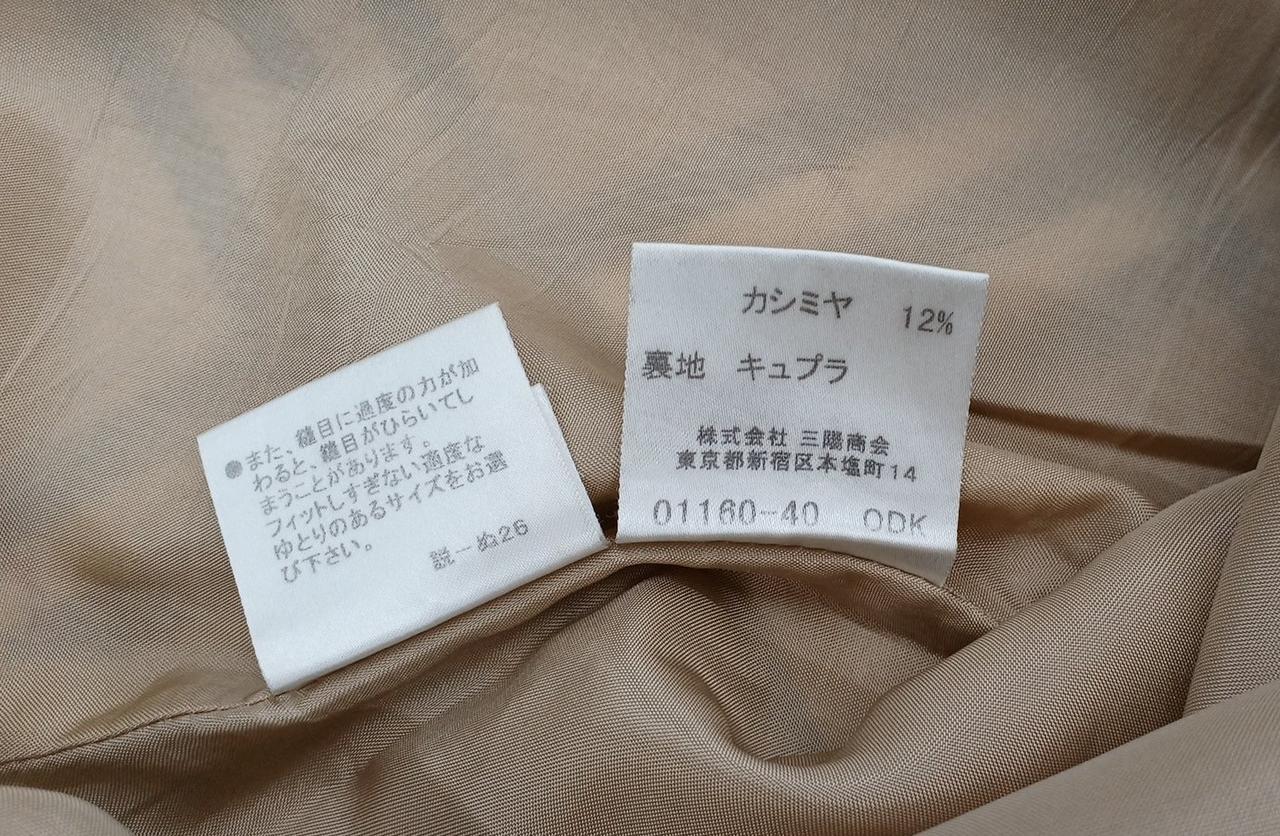 ●また、縫目に過度の力が加
わると、縫目がひらいてし
まうことがあります。
フィットしすぎない適度な
ゆとりのあるサイズをお選
び下さい。
説－ぬ26
カシミヤ 12%
裏地 キュプラ
株式会社 三陽商会
東京都新宿区本塩町14
01160-40 ODK